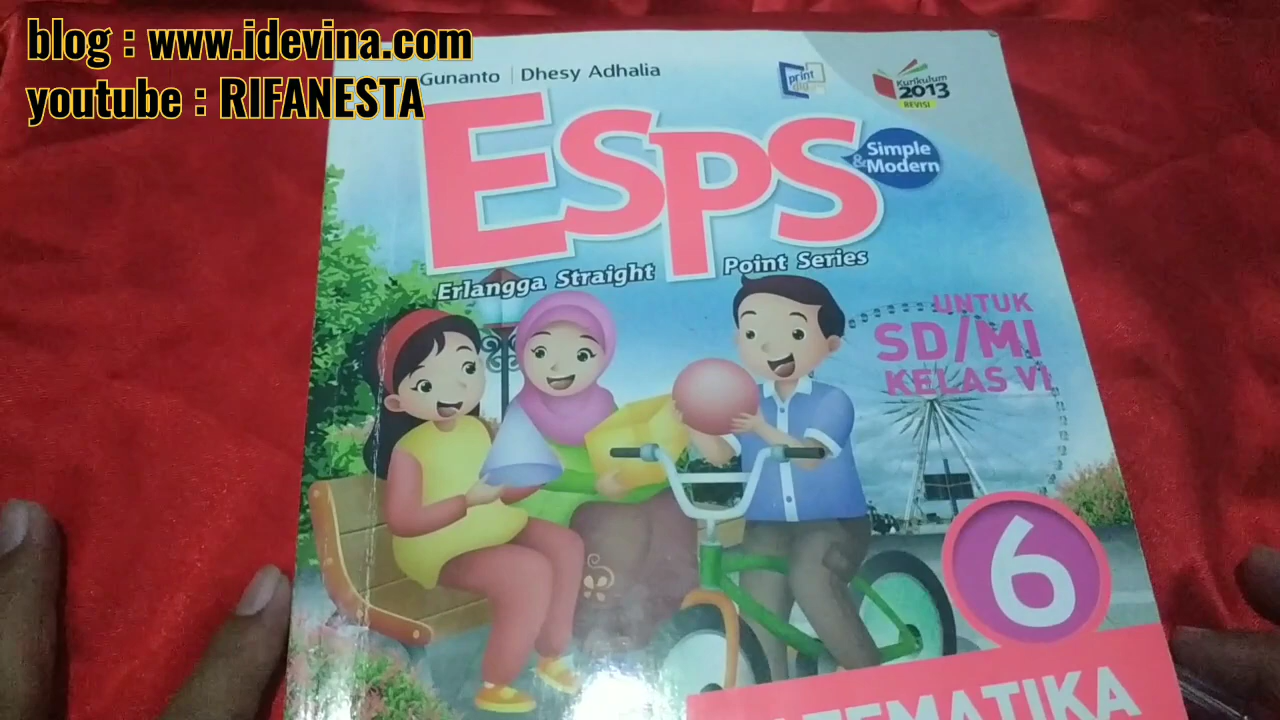 blog : www.idevina.com
youtube : RIFANESTA
Gunanto | Dhesy Adhalia
print
Kurikulum
2013
REVISI
ESPS
Simple
& Modern
Erlangga Straight Point Series
UNTUK
SD/MI
KELAS VI
6